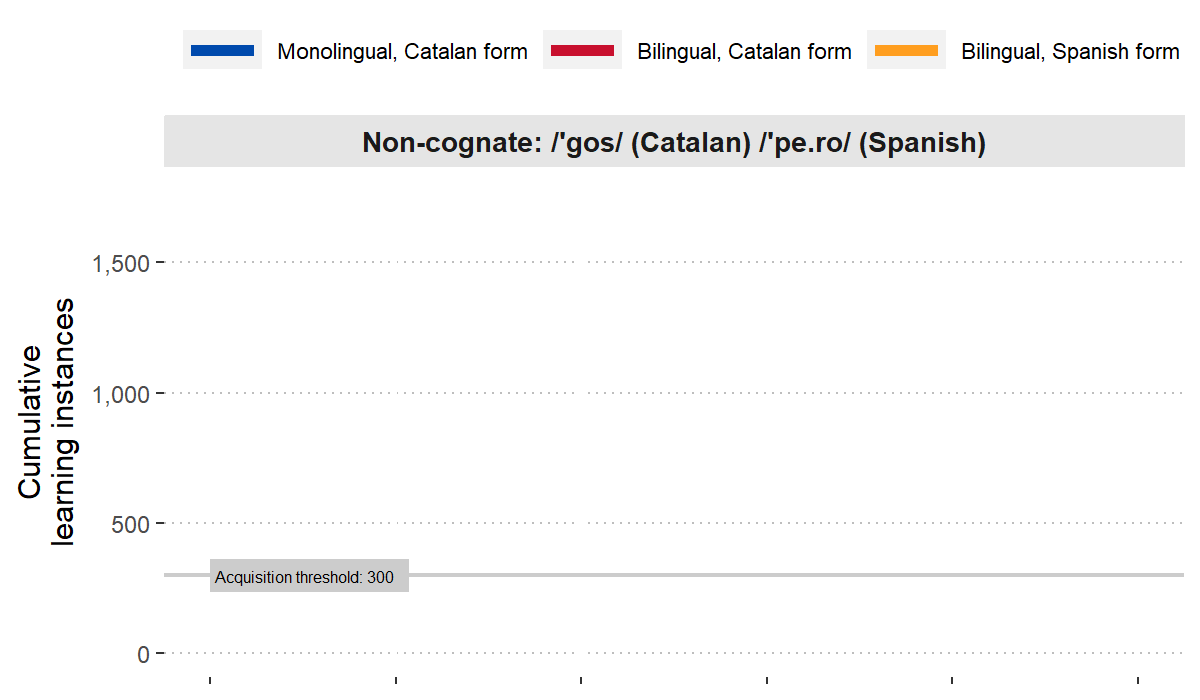 Monolingual, Catalan form
Bilingual, Catalan form
Bilingual, Spanish form
Non-cognate: /'gos/ (Catalan) /'pe.ro/ (Spanish)
Cumulative
learning instances
1,500
1,000
500
Acquisition threshold: 300
0